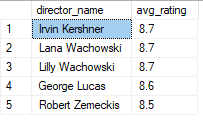 director_name avg_rating
1 Irvin Kershner 8.7
2 Lana Wachowski 8.7
3 Lilly Wachowski 8.7
4 George Lucas 8.6
5 Robert Zemeckis 8.5